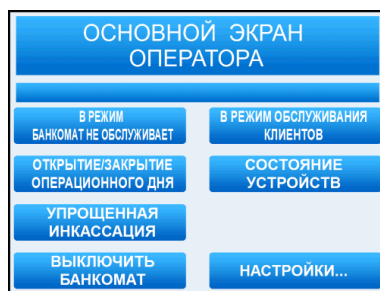 ОСНОВНОЙ ЭКРАН
ОПЕРАТОРА
В РЕЖИМ
БАНКОМАТ НЕ ОБСЛУЖИВАЕТ
В РЕЖИМ ОБСЛУЖИВАНИЯ
КЛИЕНТОВ
ОТКРЫТИЕ/ЗАКРЫТИЕ
ОПЕРАЦИОННОГО ДНЯ
СОСТОЯНИЕ
УСТРОЙСТВ
УПРОЩЕННАЯ
ИНКАССАЦИЯ
ВЫКЛЮЧИТЬ
БАНКОМАТ
НАСТРОЙКИ...